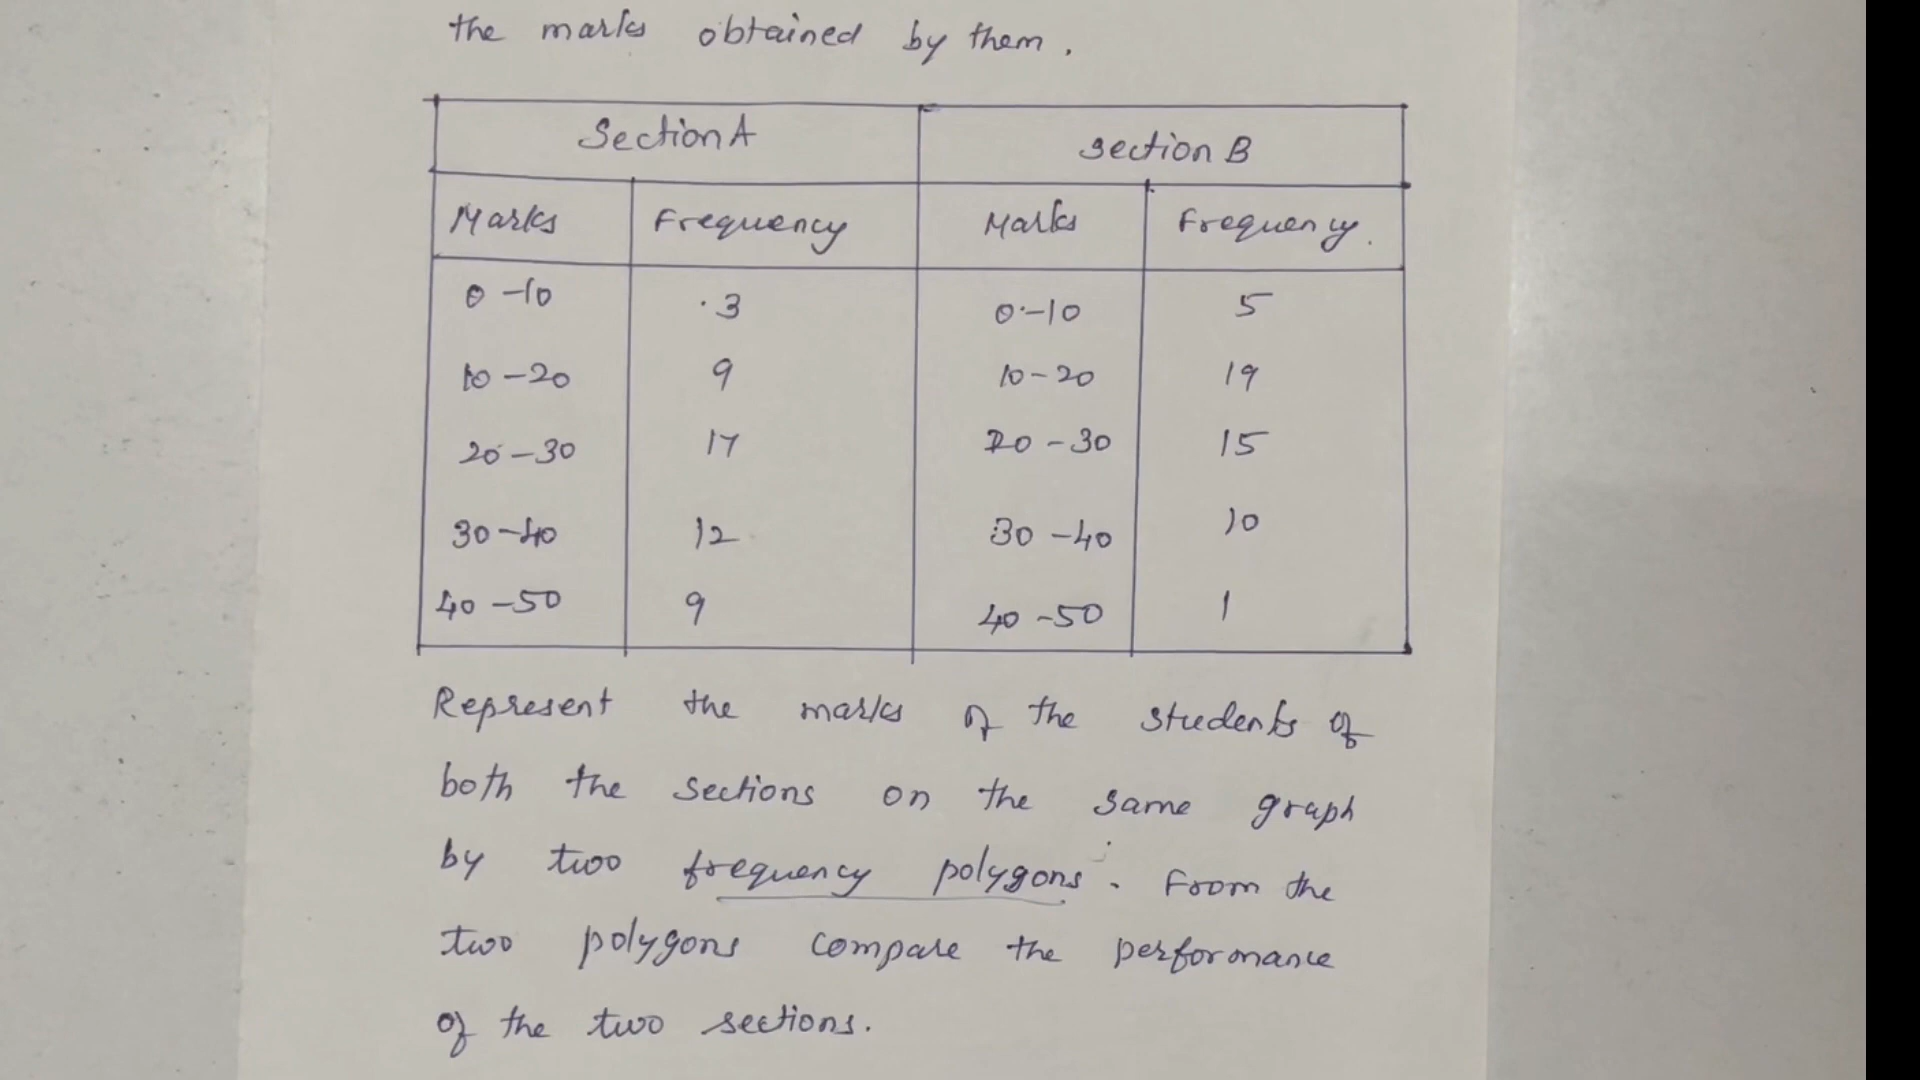 the marks obtained by them.
Section A Section B
Marks Frequency Marks Frequency.
0-10 3 0-10 5
10-20 9 10-20 19
20-30 17 20-30 15
30-40 12 30-40 10
40-50 9 40-50 1
Represent the marks of the students of
both the sections on the same graph
by two frequency polygons. From the
two polygons compare the performance
of the two sections.